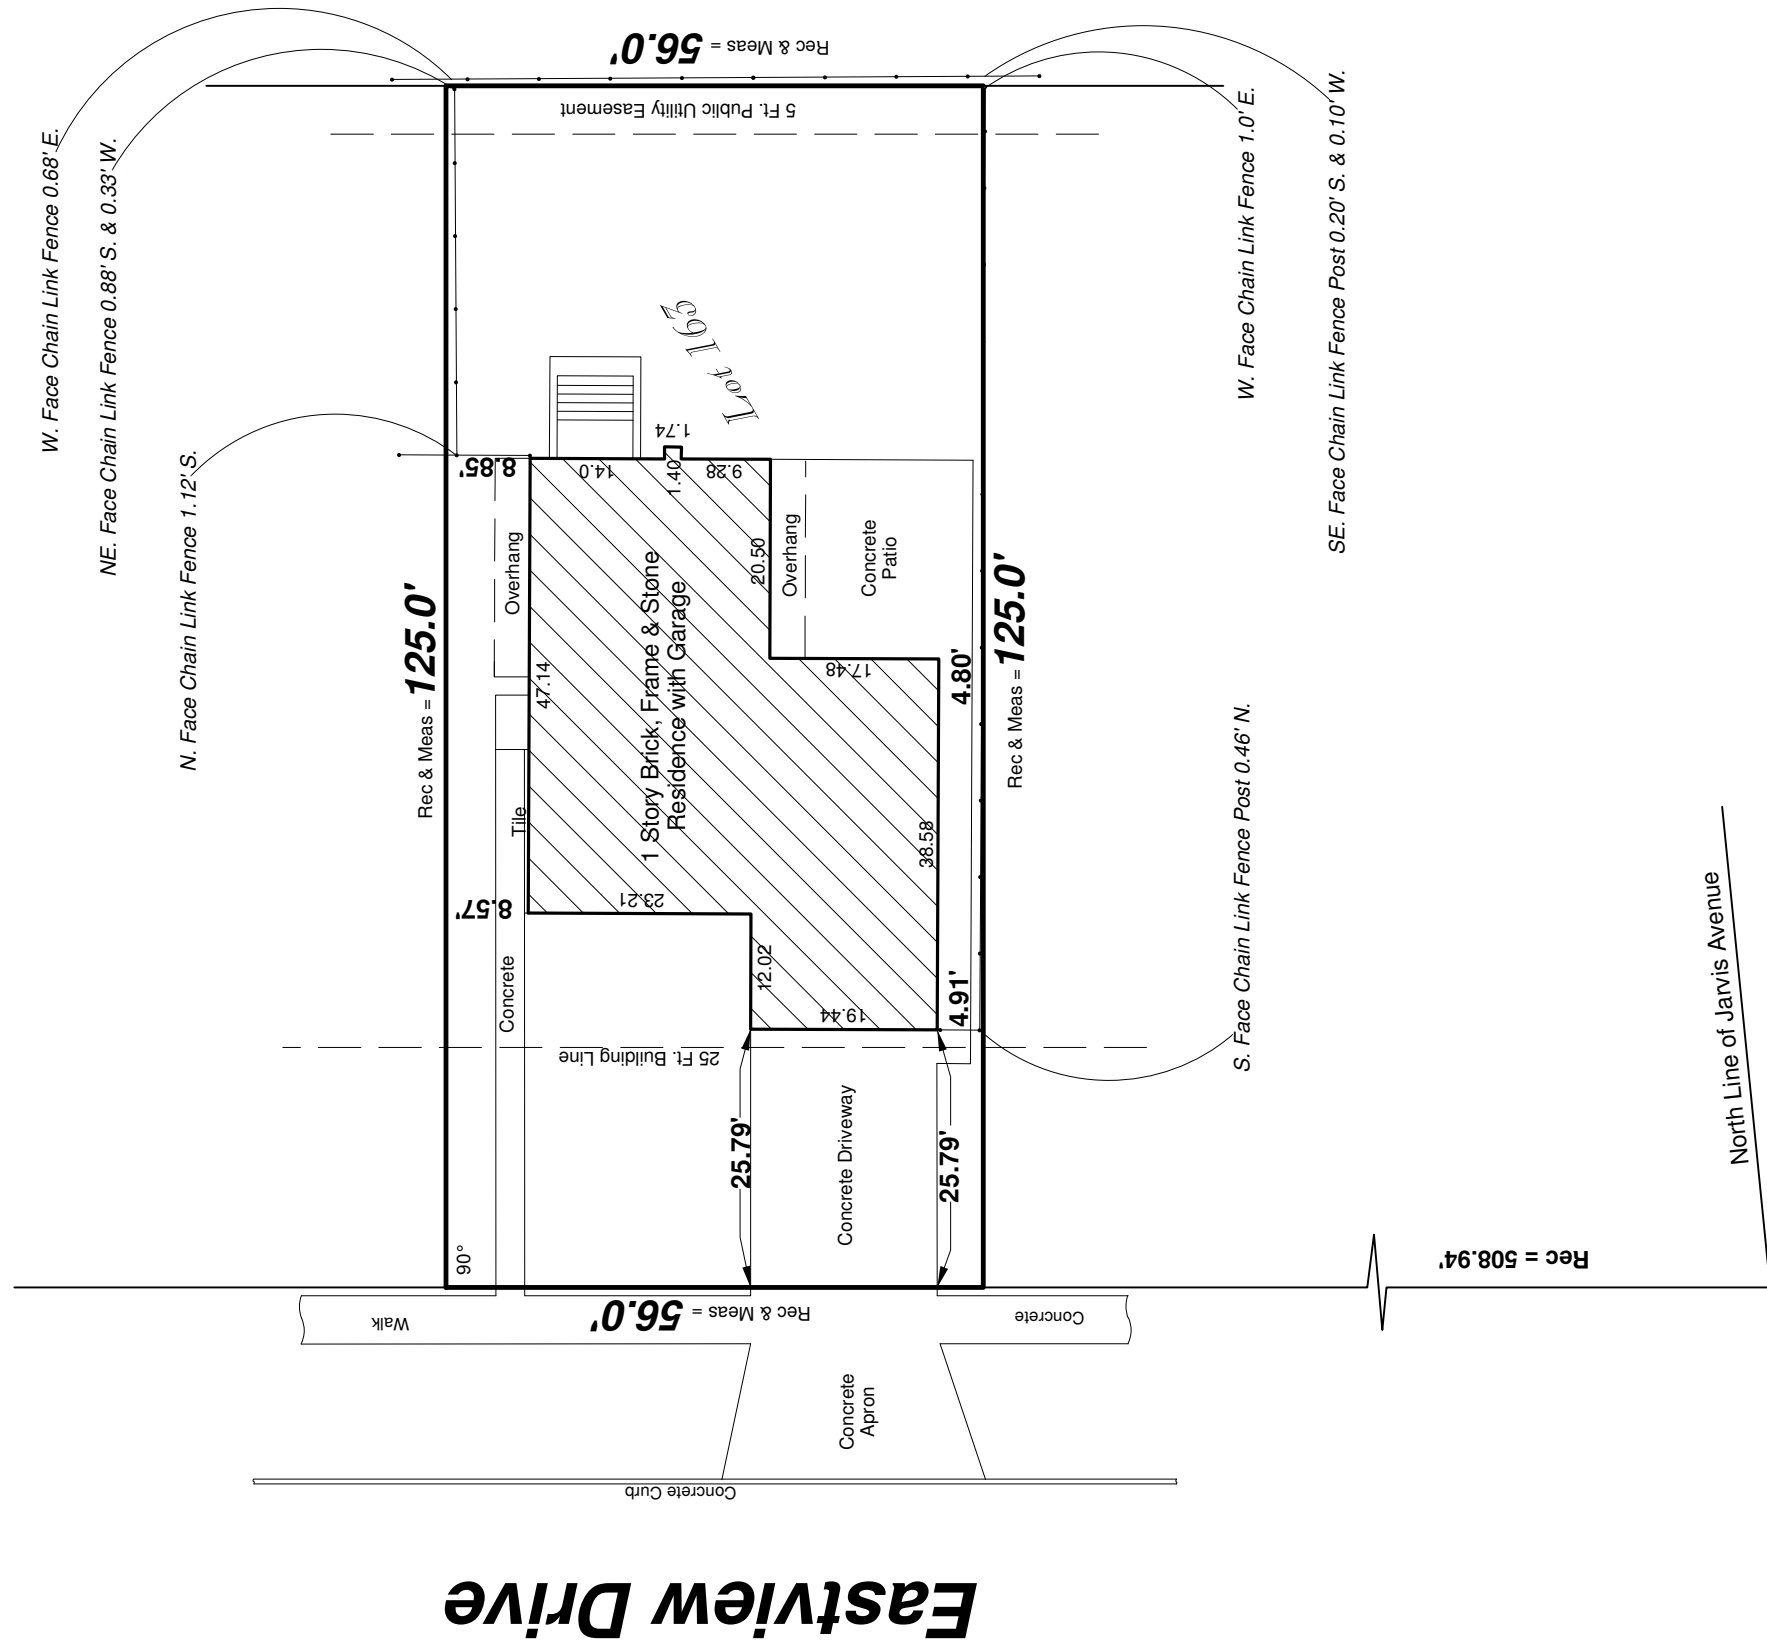 Rec & Meas = 56.0'
5 Ft. Public Utility Easement
W. Face Chain Link Fence 0.68' E.
NE. Face Chain Link Fence 0.88' S. & 0.33' W.
N. Face Chain Link Fence 1.12' S.
W. Face Chain Link Fence 1.0' E.
SE. Face Chain Link Fence Post 0.20' S. & 0.10' W.
Lot 163
1.74
8.85'
14.0
1.40
9.28
Overhang
20.50
Overhang
Concrete
Patio
Rec & Meas = 125.0'
47.14
1 Story Brick, Frame & Stone
Residence with Garage
17.48
4.80'
Rec & Meas = 125.0'
Tile
38.58
8.57'
23.21
Concrete
12.02
19.44
4.91'
S. Face Chain Link Fence Post 0.46' N.
25 Ft. Building Line
25.79'
Concrete Driveway
25.79'
90°
North Line of Jarvis Avenue
Rec = 508.94'
Walk
Rec & Meas = 56.0'
Concrete
Concrete
Apron
Concrete Curb
Eastview Drive